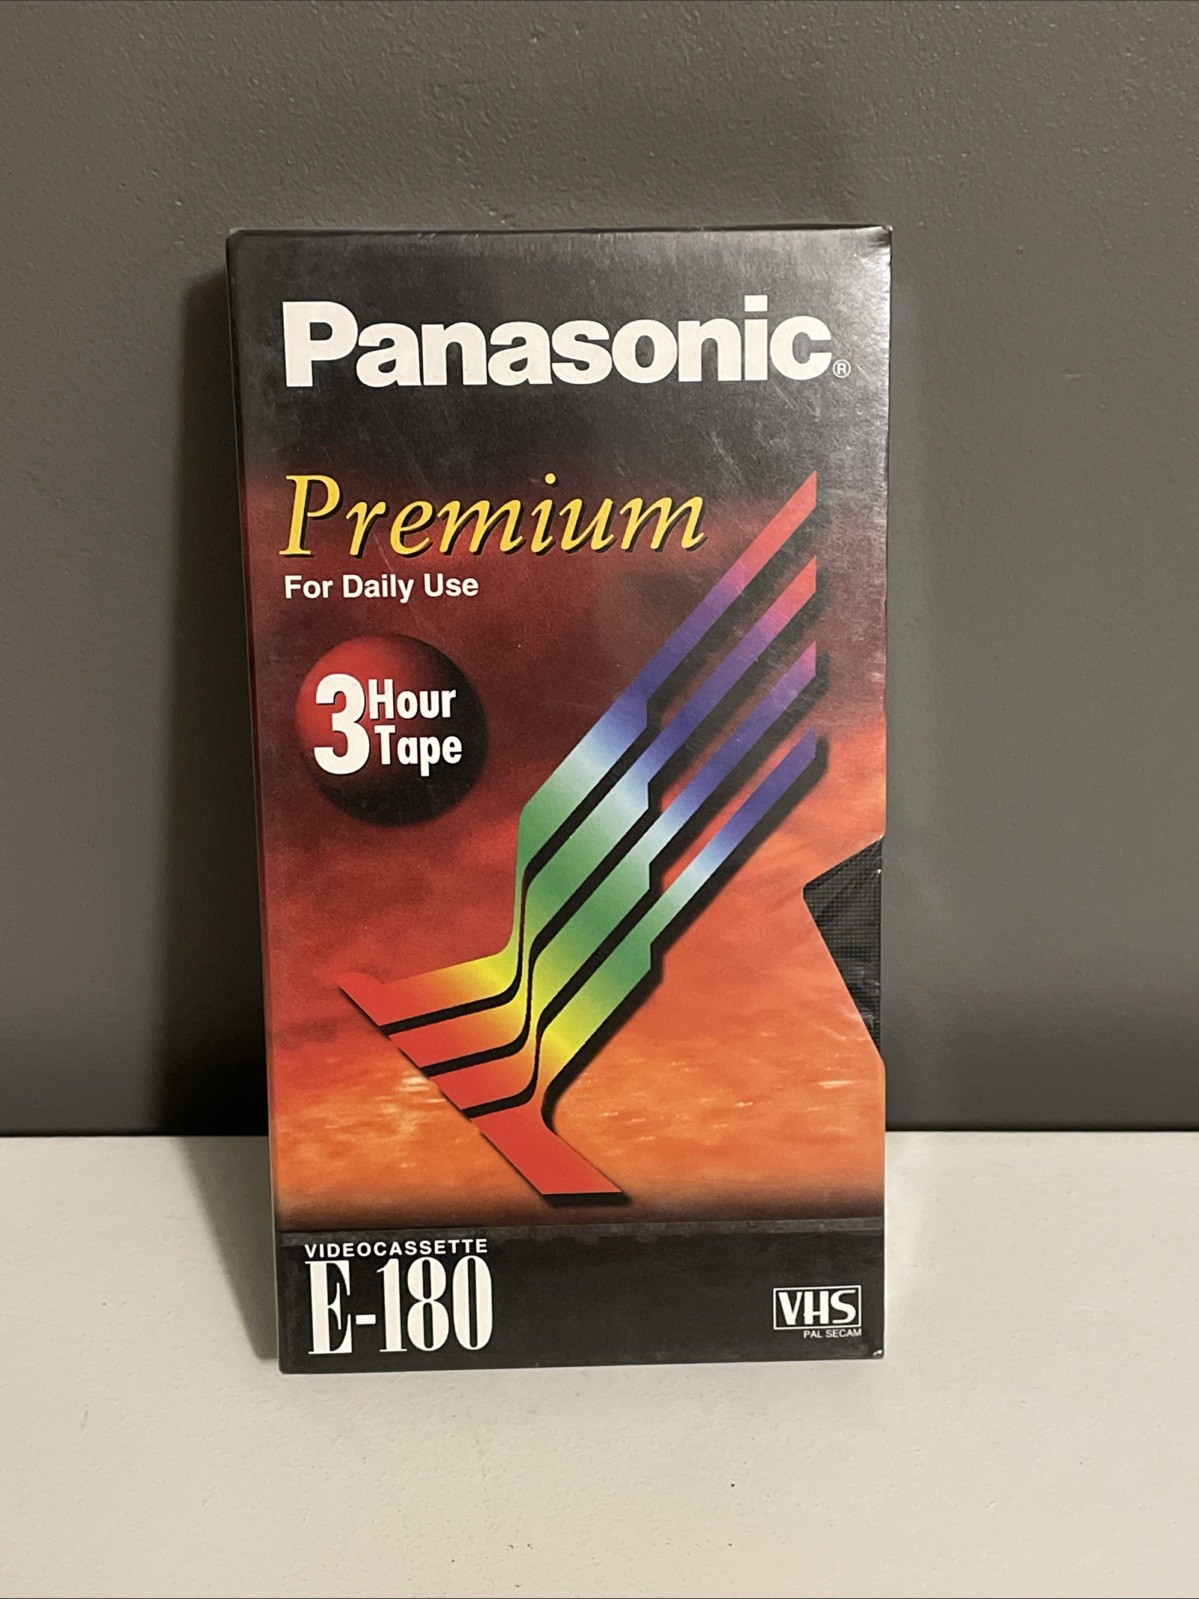 Panasonic®
Premium
For Daily Use
3 Hour
Tape
VIDEOCASSETTE
E-180
VHS
PAL SECAM